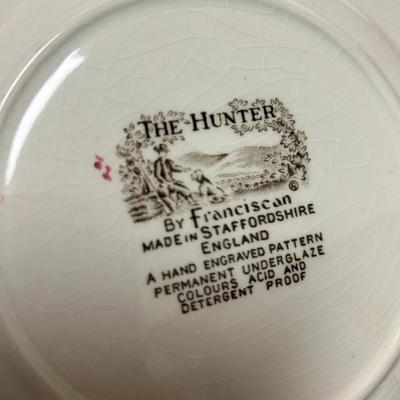 THE HUNTER
®
BY Franciscan
MADE IN STAFFORDSHIRE
ENGLAND
A HAND ENGRAVED PATTERN
PERMANENT UNDERGLAZE
COLOURS ACID AND
DETERGENT PROOF